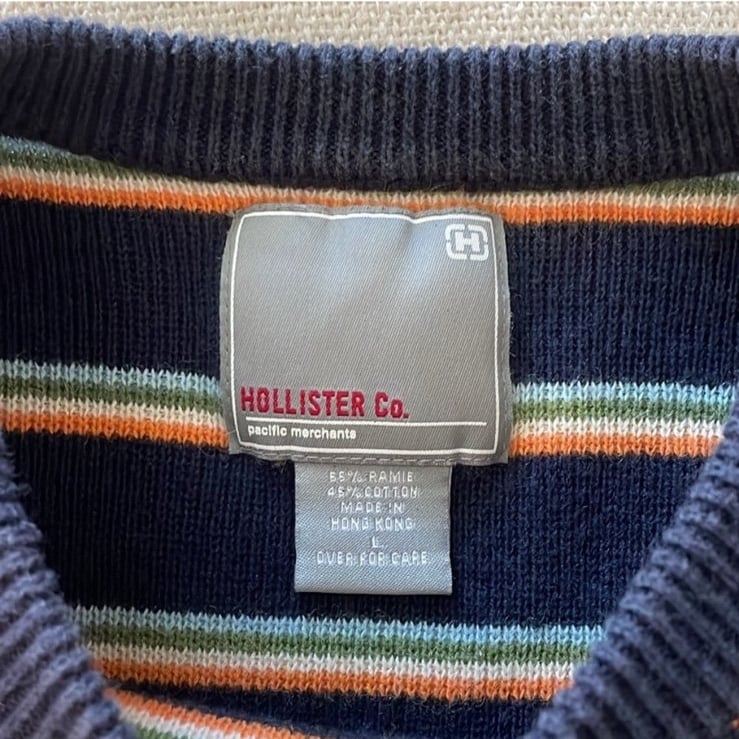 H
HOLLISTER Co.
pacific merchants
55% RAMIE
45% COTTON
MADE IN
HONG KONG
L
OVER FOR CARE